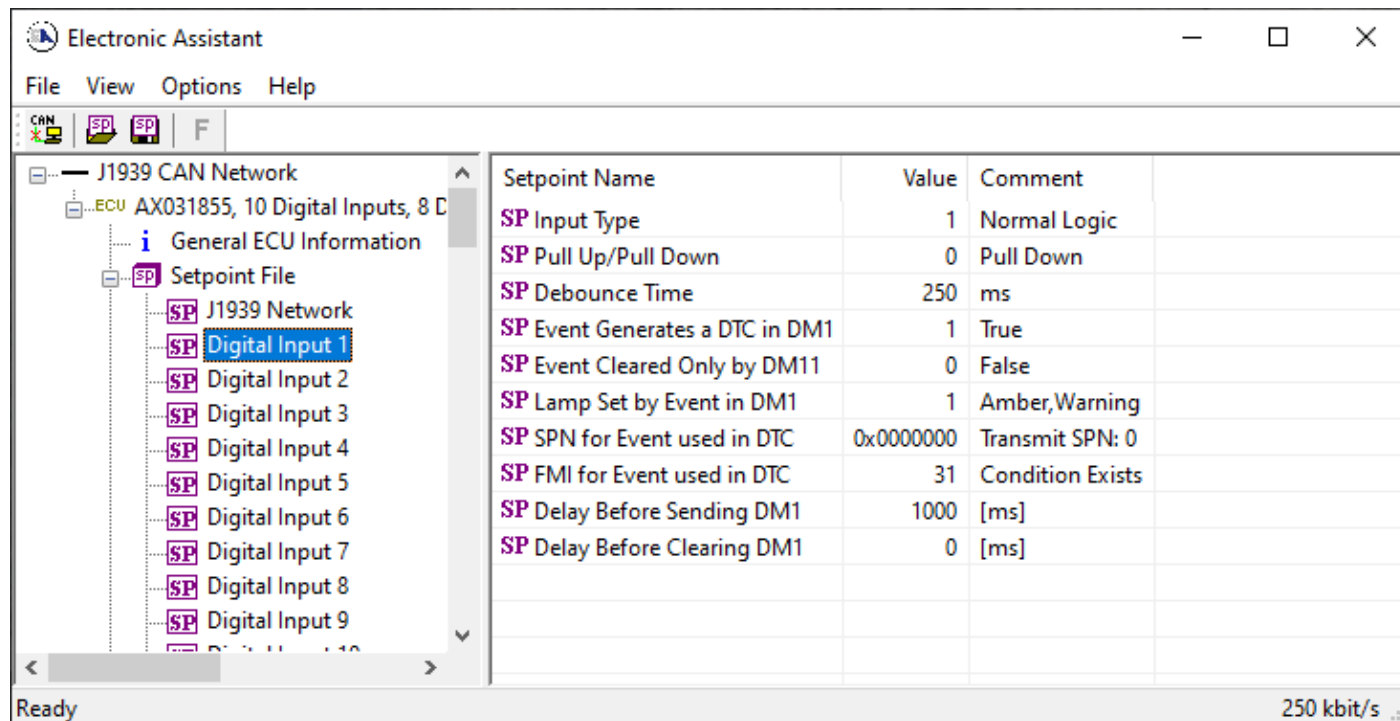 Electronic Assistant
File View Options Help
CAN SP SP F
J1939 CAN Network
ECU AX031855, 10 Digital Inputs, 8 D
i General ECU Information
SP Setpoint File
SP J1939 Network
SP Digital Input 1
SP Digital Input 2
SP Digital Input 3
SP Digital Input 4
SP Digital Input 5
SP Digital Input 6
SP Digital Input 7
SP Digital Input 8
SP Digital Input 9
Setpoint Name Value Comment
SP Input Type 1 Normal Logic
SP Pull Up/Pull Down 0 Pull Down
SP Debounce Time 250 ms
SP Event Generates a DTC in DM1 1 True
SP Event Cleared Only by DM11 0 False
SP Lamp Set by Event in DM1 1 Amber,Warning
SP SPN for Event used in DTC 0x0000000 Transmit SPN: 0
SP FMI for Event used in DTC 31 Condition Exists
SP Delay Before Sending DM1 1000 [ms]
SP Delay Before Clearing DM1 0 [ms]
Ready 250 kbit/s